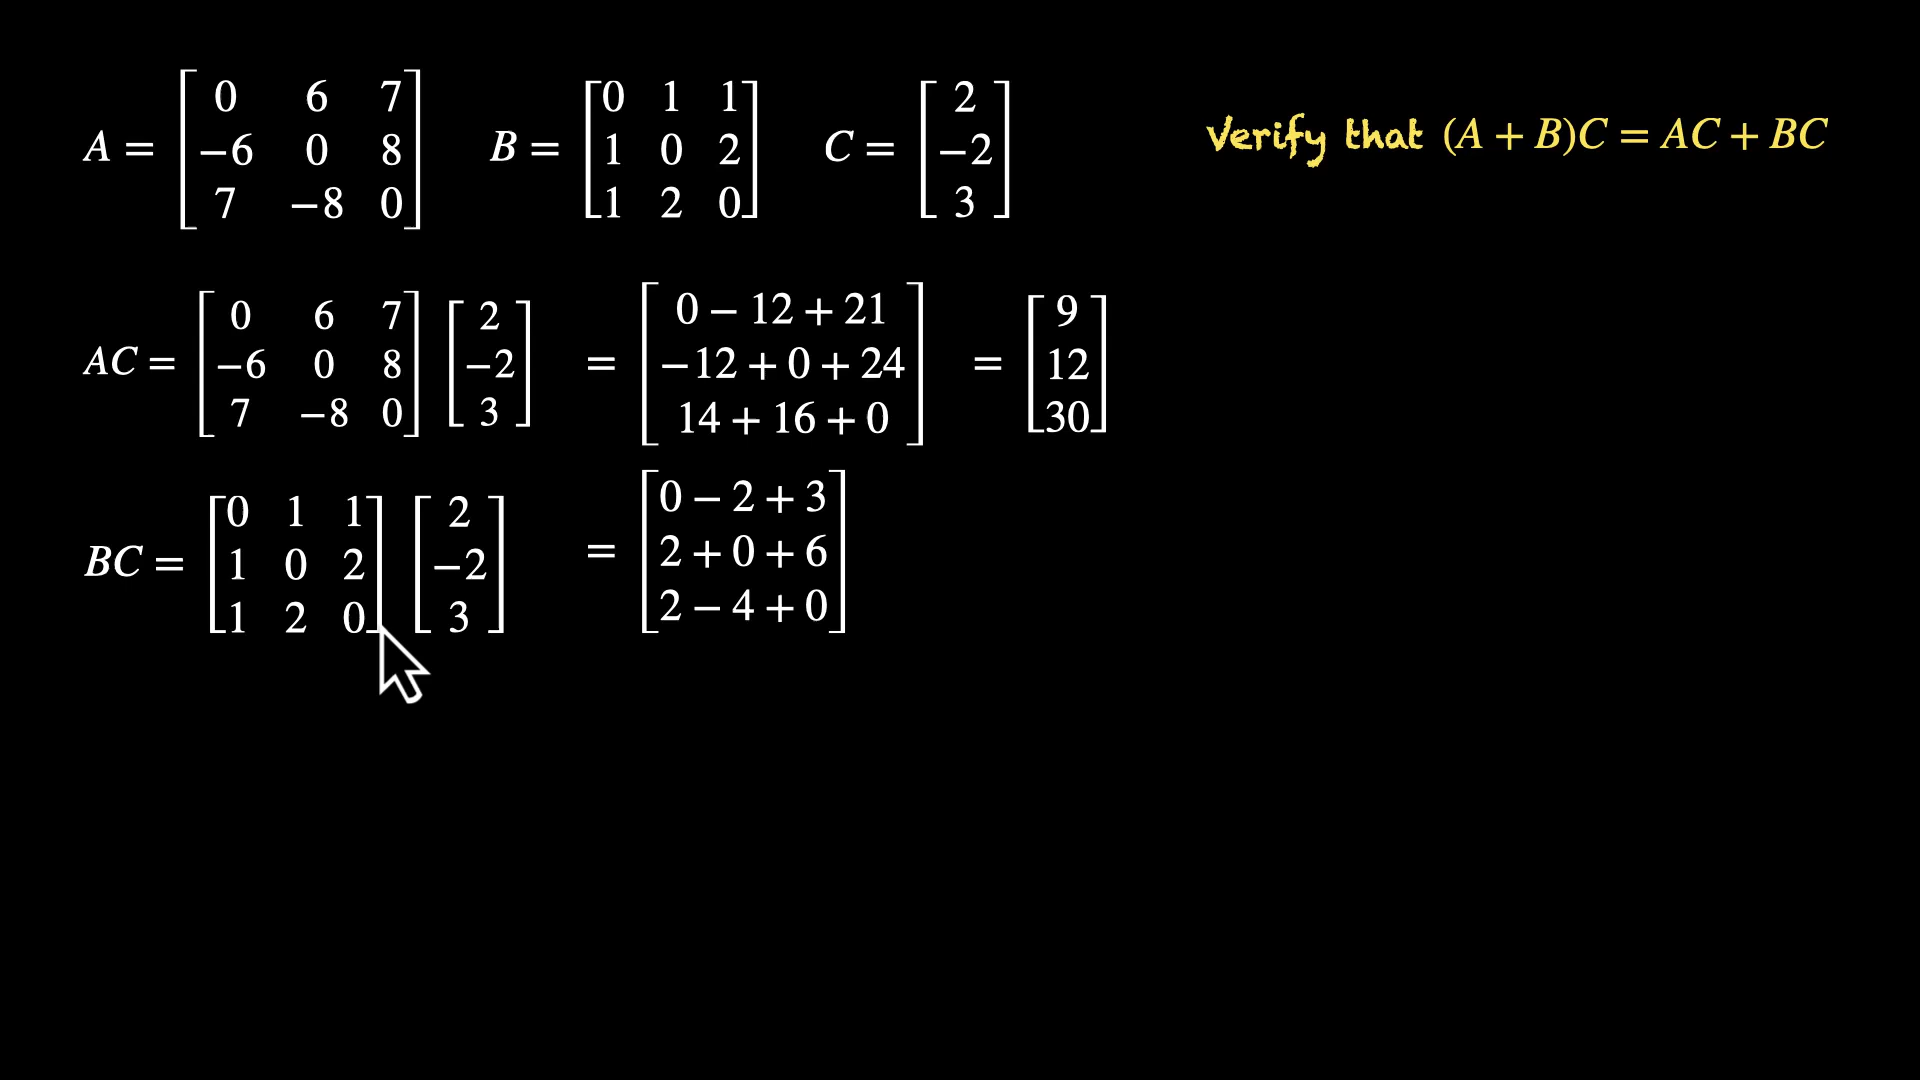 A = [0 6 7; −6 0 8; 7 −8 0] B = [0 1 1; 1 0 2; 1 2 0] C = [2; −2; 3] Verify that (A + B)C = AC + BC
AC = [0 6 7; −6 0 8; 7 −8 0] [2; −2; 3] = [0 − 12 + 21; −12 + 0 + 24; 14 + 16 + 0] = [9; 12; 30]
BC = [0 1 1; 1 0 2; 1 2 0] [2; −2; 3] = [0 − 2 + 3; 2 + 0 + 6; 2 − 4 + 0]